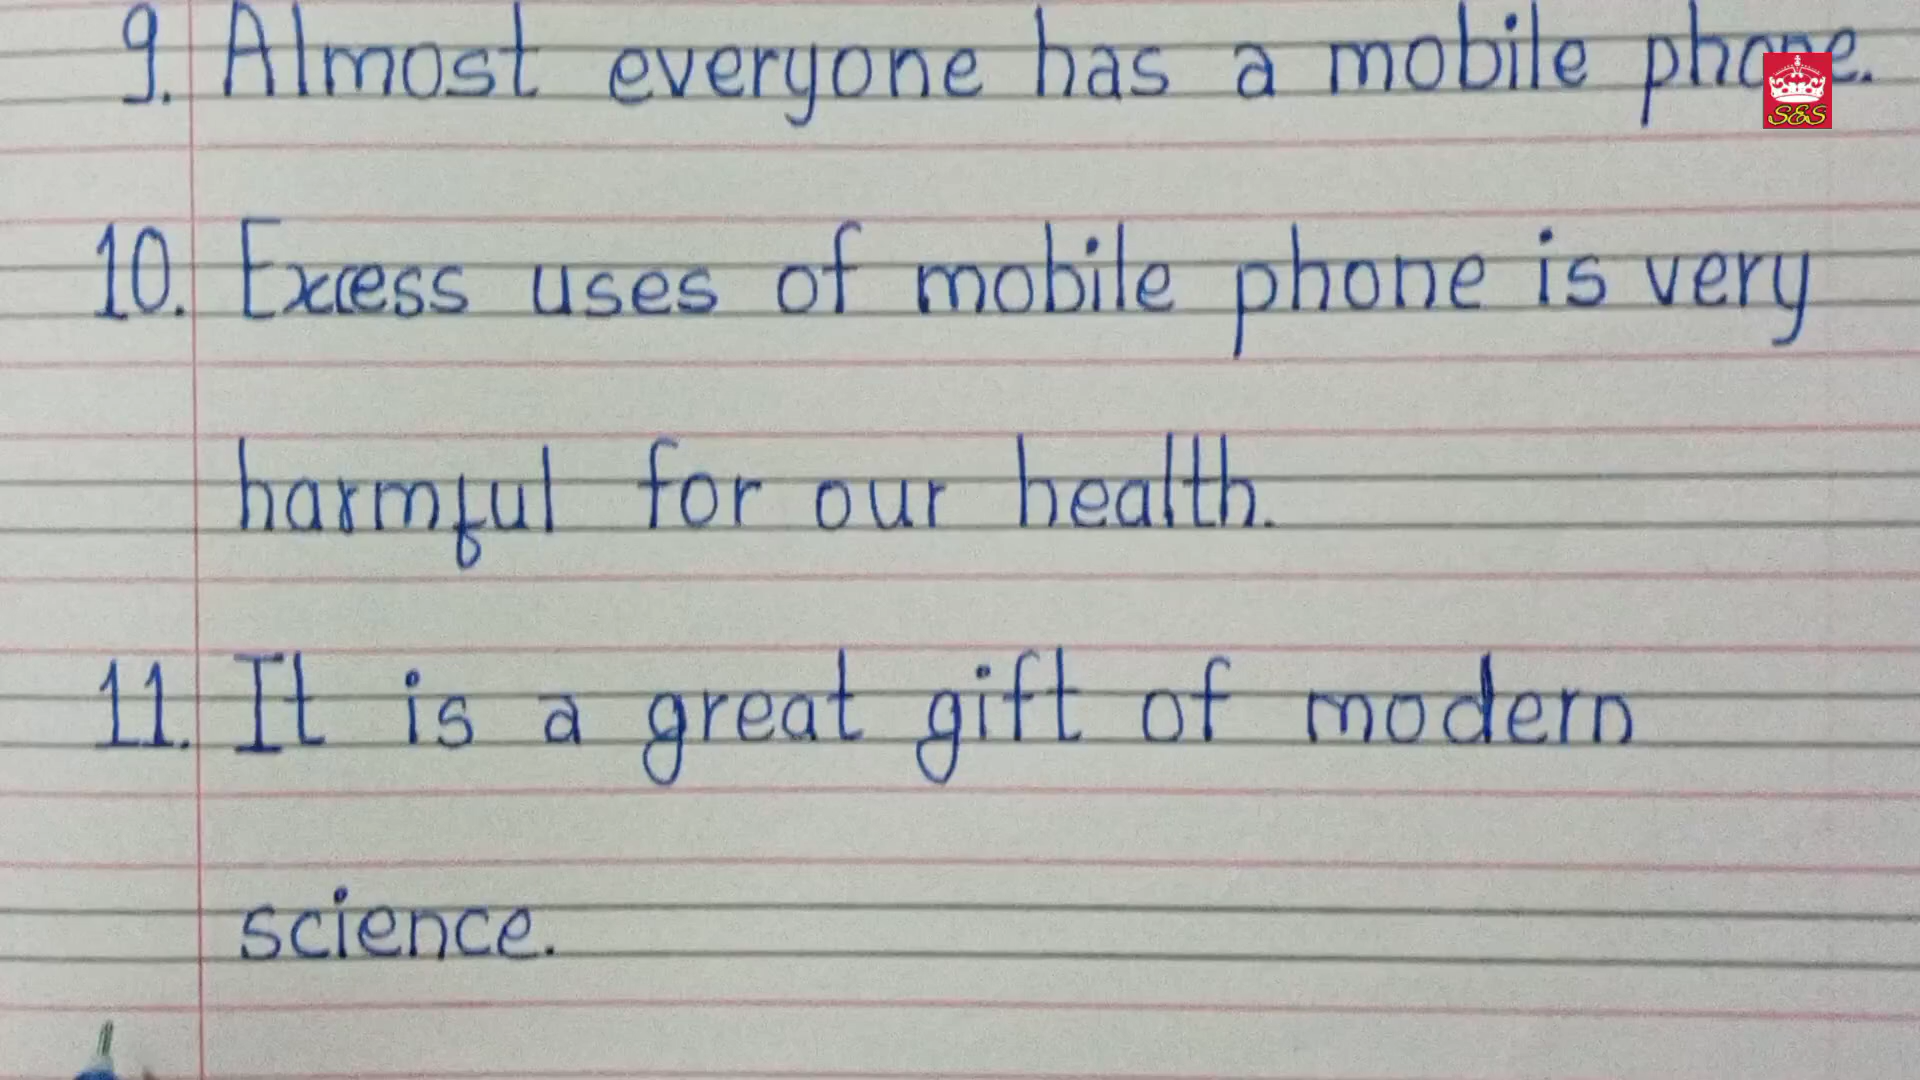 9. Almost everyone has a mobile phone.
S&S
10. Excess uses of mobile phone is very
harmful for our health.
11. It is a great gift of modern
science.